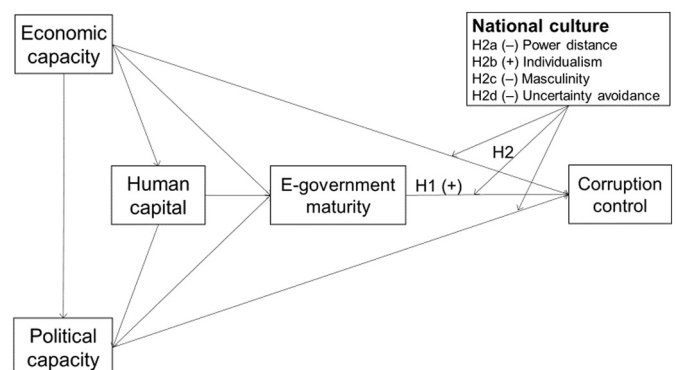 Economic
capacity
National culture
H2a (–) Power distance
H2b (+) Individualism
H2c (–) Masculinity
H2d (–) Uncertainty avoidance
H2
Human
capital
E-government
maturity
H1 (+)
Corruption
control
Political
capacity